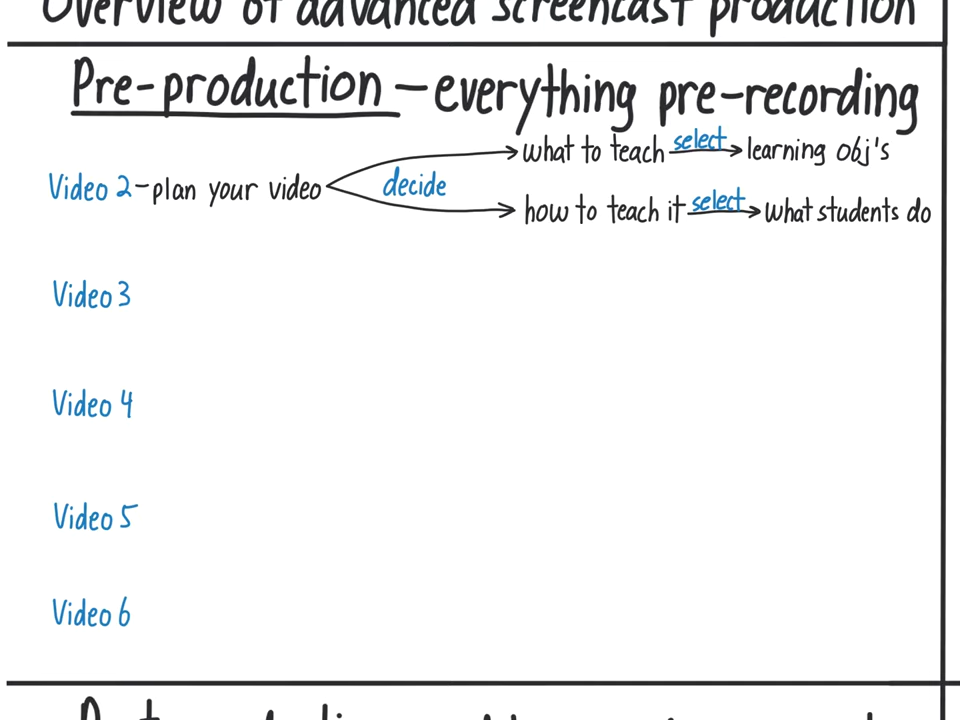 Overview of advanced screencast production
Pre-production – everything pre-recording
what to teach select learning obj's
Video 2 – plan your video decide
how to teach it select what students do
Video 3
Video 4
Video 5
Video 6